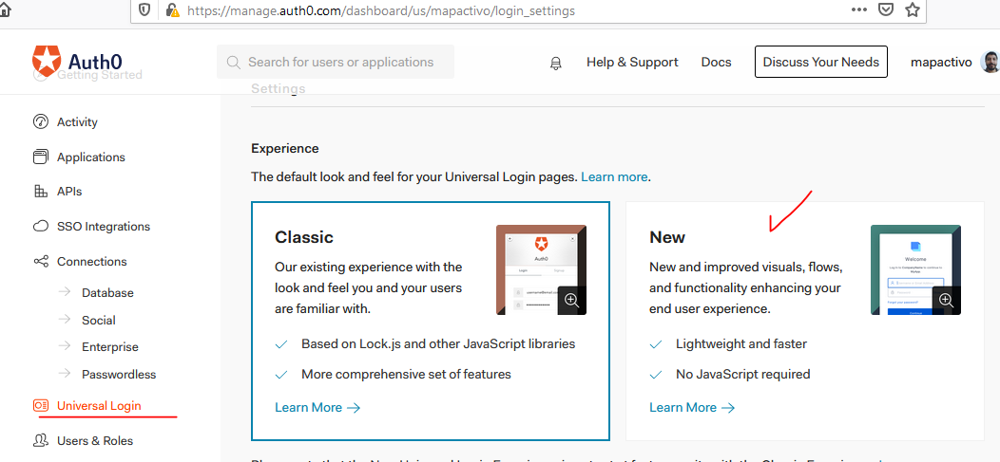 https://manage.auth0.com/dashboard/us/mapactivo/login_settings
Auth0
Getting Started
Search for users or applications
Help & Support
Docs
Discuss Your Needs
mapactivo
Settings
Activity
Applications
APIs
SSO Integrations
Connections
Database
Social
Enterprise
Passwordless
Universal Login
Users & Roles
Experience
The default look and feel for your Universal Login pages. Learn more.
Classic
Our existing experience with the
look and feel you and your users
are familiar with.
Auth0
Login
Based on Lock.js and other JavaScript libraries
More comprehensive set of features
Learn More
New
New and improved visuals, flows,
and functionality enhancing your
end user experience.
Welcome
Lightweight and faster
No JavaScript required
Learn More